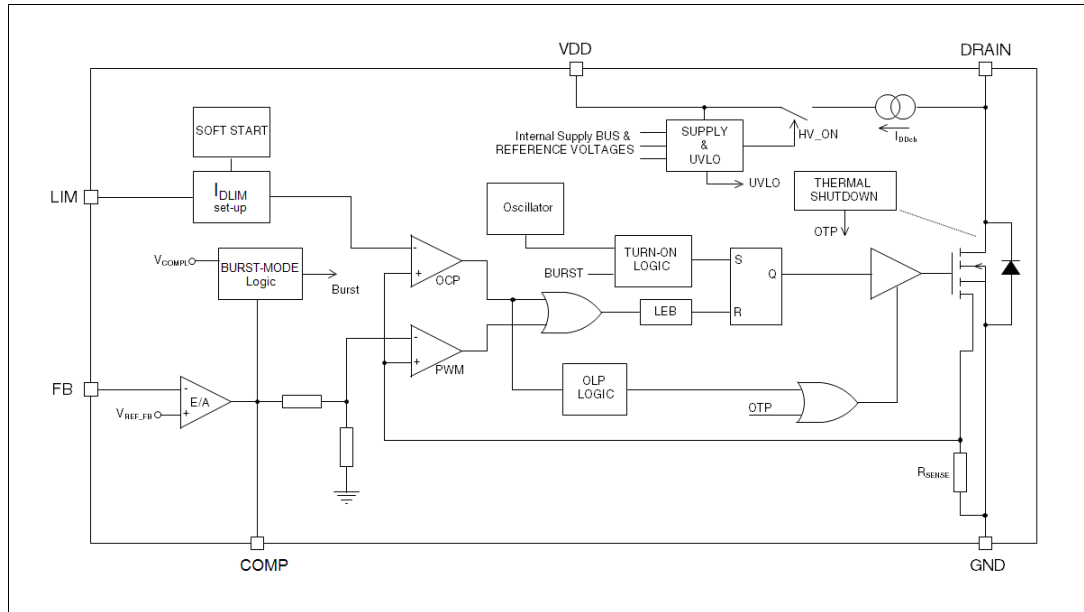 VDD
DRAIN
SOFT START
Internal Supply BUS &
REFERENCE VOLTAGES
SUPPLY
&
UVLO
HV_ON
IDDch
UVLO
LIM
IDLIM
set-up
Oscillator
THERMAL
SHUTDOWN
OTP
VCOMPL
BURST-MODE
Logic
Burst
-
+
OCP
TURN-ON
LOGIC
BURST
S
Q
R
LEB
-
+
PWM
FB
-
E/A
+
VREF_FB
OLP
LOGIC
OTP
RSENSE
COMP
GND